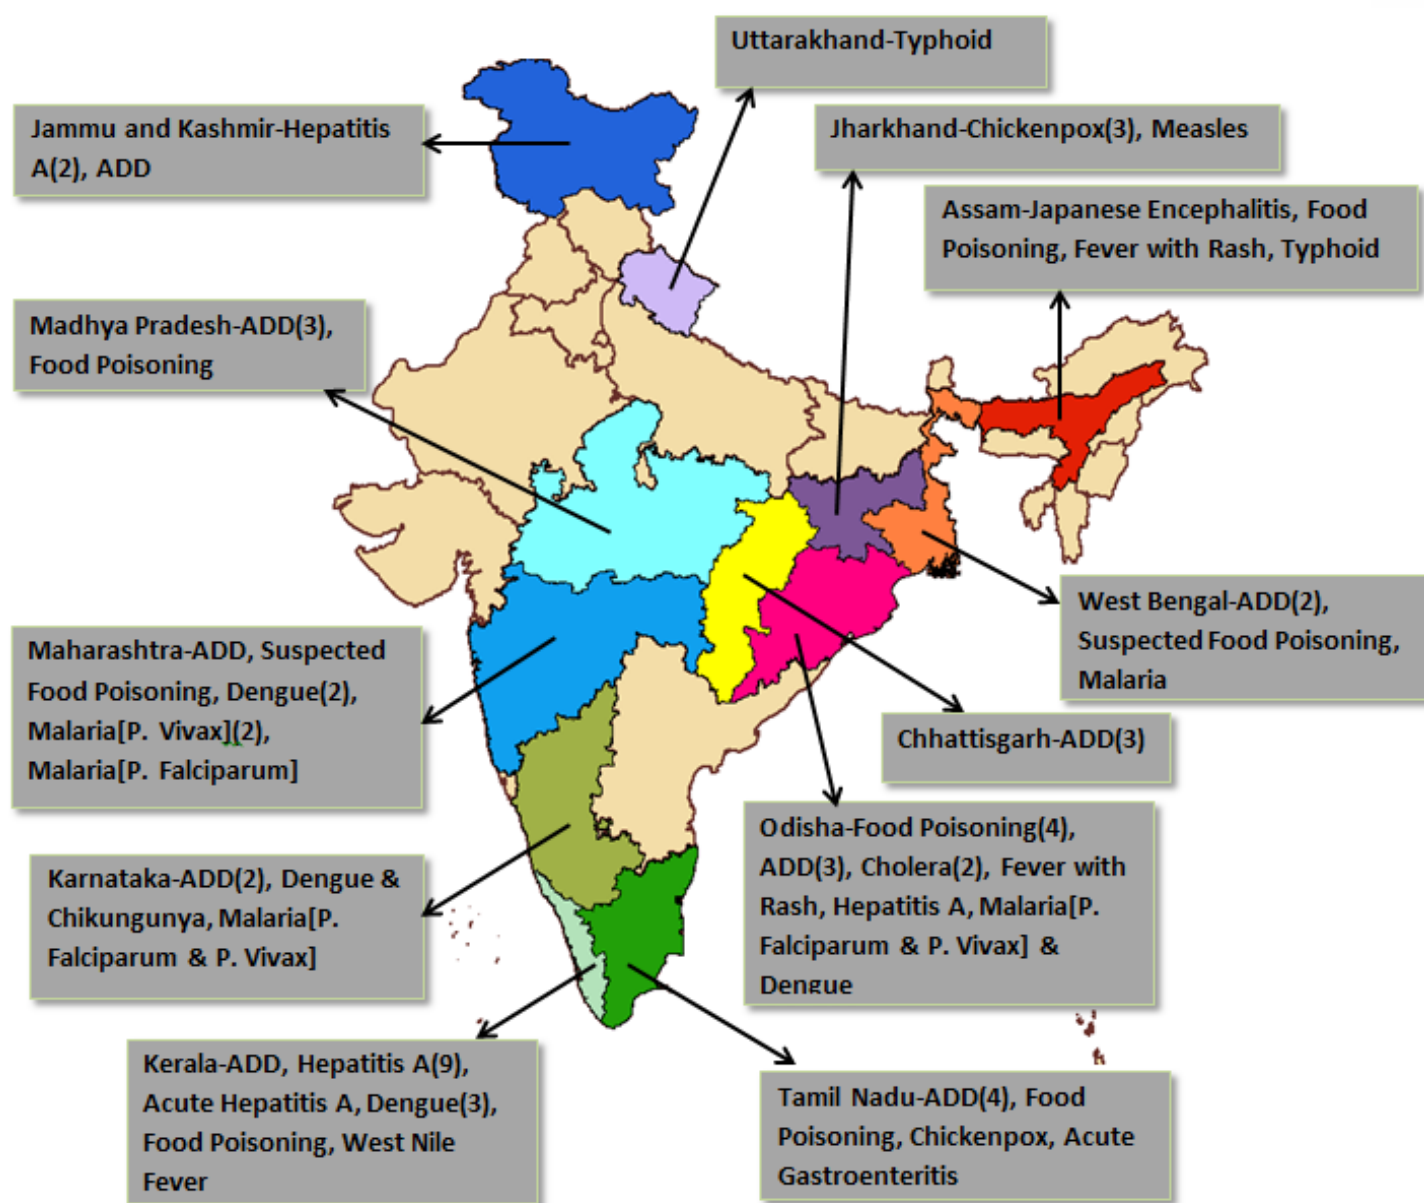 Uttarakhand-Typhoid
Jammu and Kashmir-Hepatitis
A(2), ADD
Jharkhand-Chickenpox(3), Measles
Assam-Japanese Encephalitis, Food
Poisoning, Fever with Rash, Typhoid
Madhya Pradesh-ADD(3),
Food Poisoning
West Bengal-ADD(2),
Suspected Food Poisoning,
Malaria
Maharashtra-ADD, Suspected
Food Poisoning, Dengue(2),
Malaria[P. Vivax](2),
Malaria[P. Falciparum]
Chhattisgarh-ADD(3)
Odisha-Food Poisoning(4),
ADD(3), Cholera(2), Fever with
Rash, Hepatitis A, Malaria[P.
Falciparum & P. Vivax] &
Dengue
Karnataka-ADD(2), Dengue &
Chikungunya, Malaria[P.
Falciparum & P. Vivax]
Kerala-ADD, Hepatitis A(9),
Acute Hepatitis A, Dengue(3),
Food Poisoning, West Nile
Fever
Tamil Nadu-ADD(4), Food
Poisoning, Chickenpox, Acute
Gastroenteritis